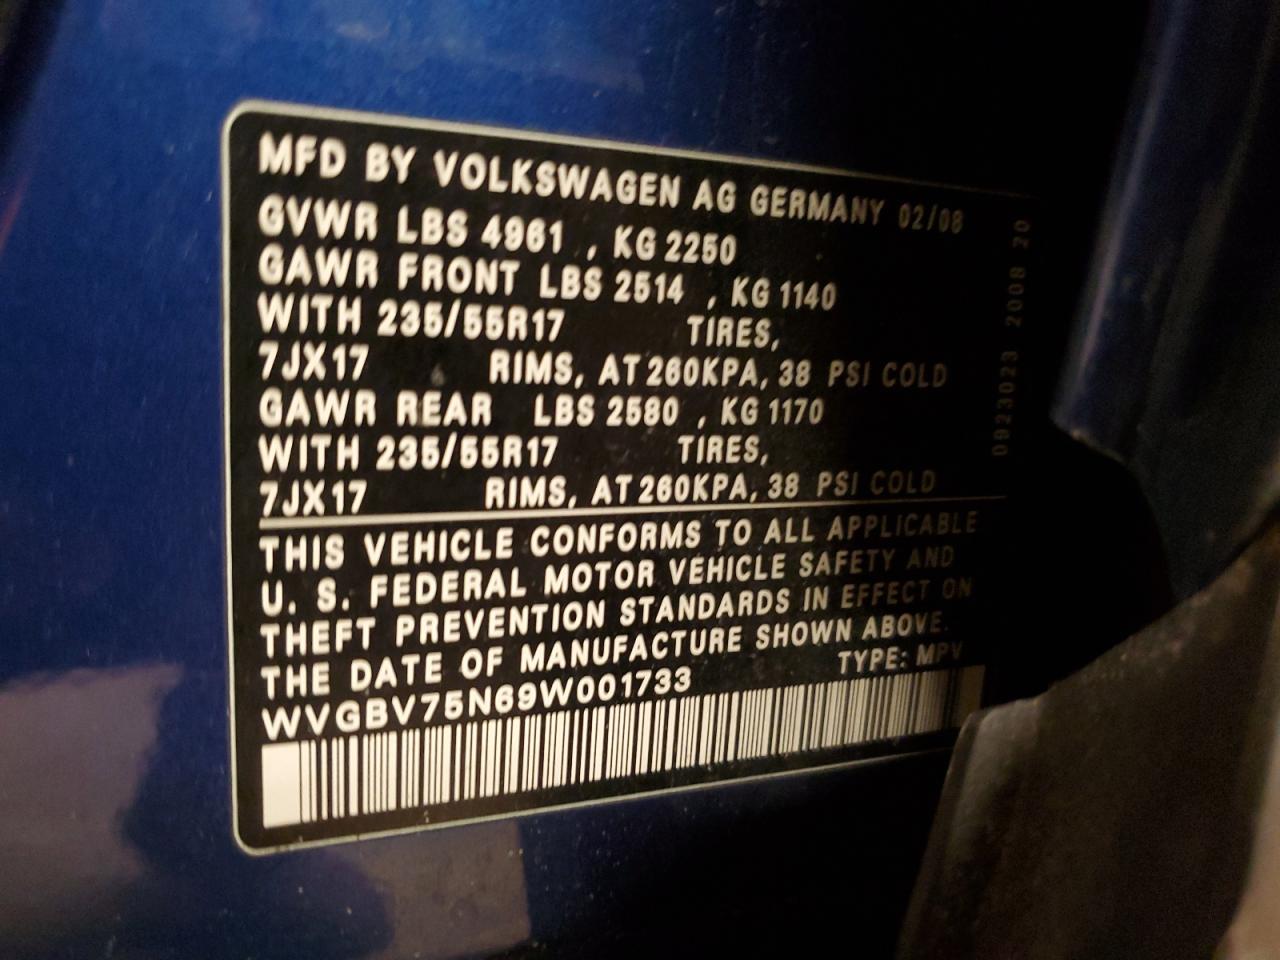 MFD BY VOLKSWAGEN AG GERMANY 02/08
GVWR LBS 4961 , KG 2250
GAWR FRONT LBS 2514 , KG 1140
WITH 235/55R17 TIRES,
7JX17 RIMS, AT 260KPA, 38 PSI COLD
GAWR REAR LBS 2580 , KG 1170
WITH 235/55R17 TIRES,
7JX17 RIMS, AT 260KPA, 38 PSI COLD
THIS VEHICLE CONFORMS TO ALL APPLICABLE
U. S. FEDERAL MOTOR VEHICLE SAFETY AND
THEFT PREVENTION STANDARDS IN EFFECT ON
THE DATE OF MANUFACTURE SHOWN ABOVE.
WVGBV75N69W001733 TYPE: MPV
0923023 2008 20